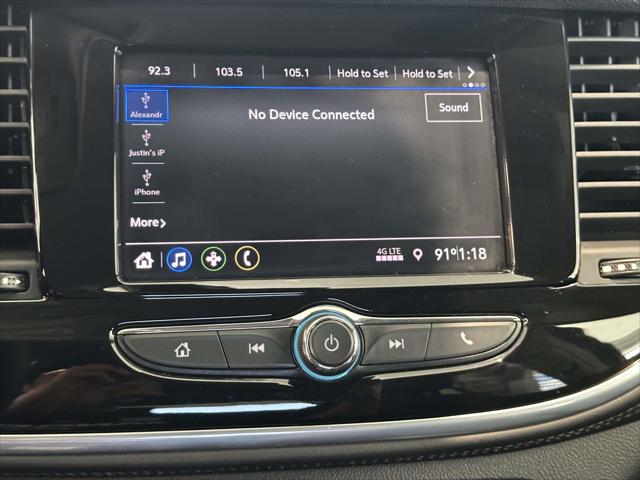 92.3 103.5 105.1 Hold to Set Hold to Set
Alexandr
No Device Connected
Sound
Justin's iP
iPhone
More
4G LTE
91° 1:18